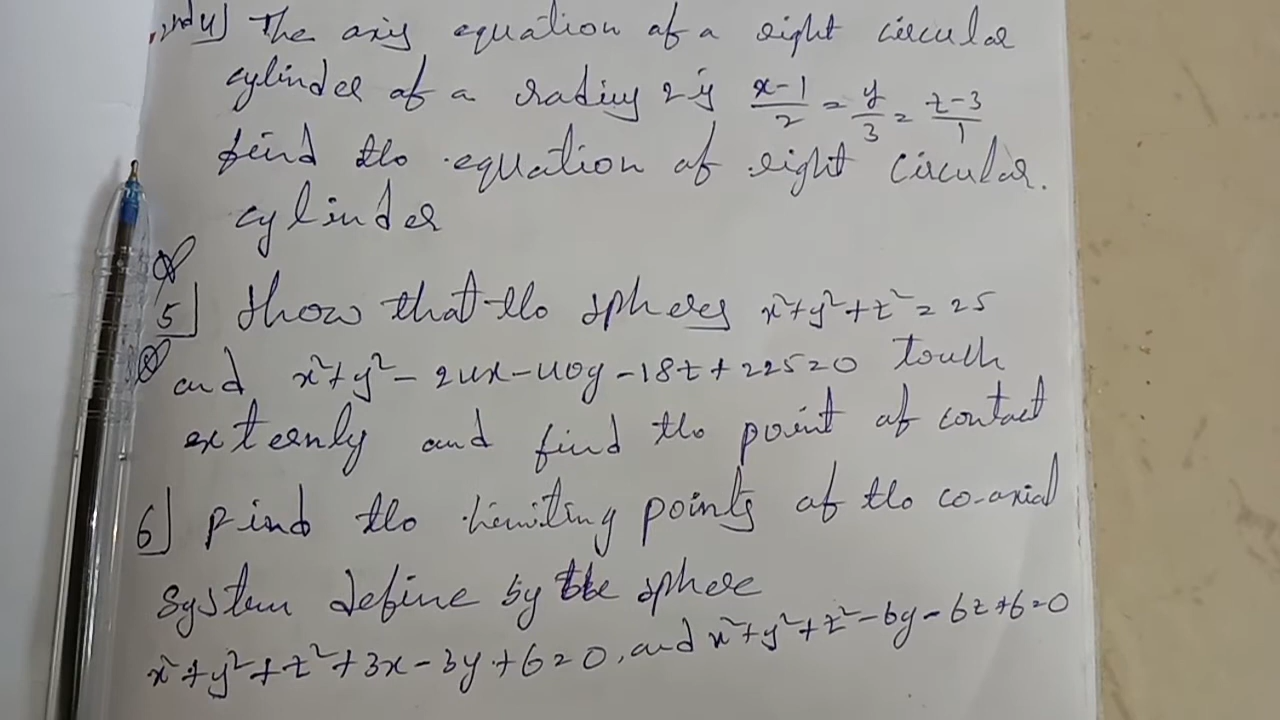 2nd 4] The axis equation of a right circular
cylinder of a radius 2 is x-1/2 = y/3 = z-3/1
find the equation of right circular.
cylinder
5] Show that the spheres x²+y²+z² = 25
and x²+y²-24x-40y-18z+225=0 touch
externly and find the point of contact
6] Find the limiting points of the co-axial
system define by the sphere
x²+y²+z²+3x-3y+6=0, and x²+y²+z²-6y-6z+6=0